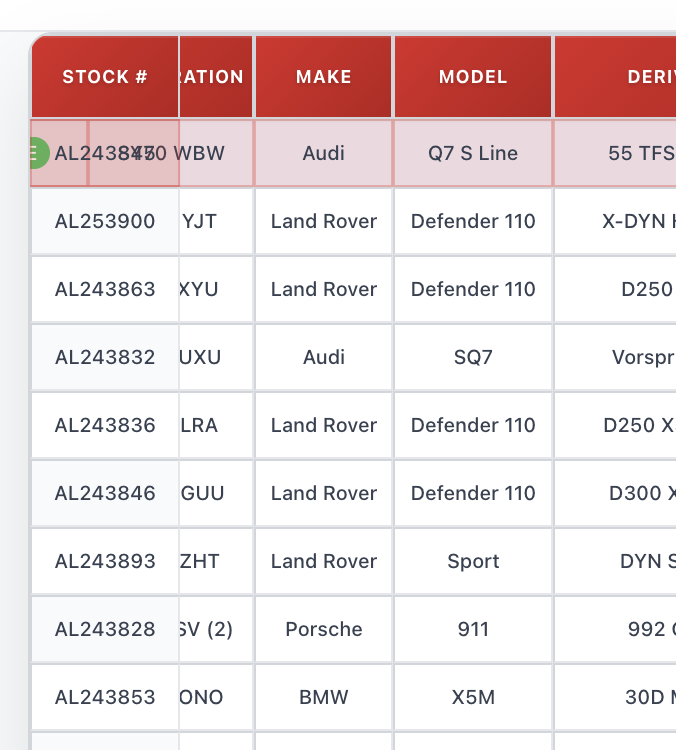 STOCK # RATION MAKE MODEL DERIV
E AL243847 WBW Audi Q7 S Line 55 TFS
AL253900 YJT Land Rover Defender 110 X-DYN H
AL243863 XYU Land Rover Defender 110 D250
AL243832 UXU Audi SQ7 Vorspr
AL243836 LRA Land Rover Defender 110 D250 X
AL243846 GUU Land Rover Defender 110 D300 X
AL243893 ZHT Land Rover Sport DYN S
AL243828 SV (2) Porsche 911 992
AL243853 ONO BMW X5M 30D M